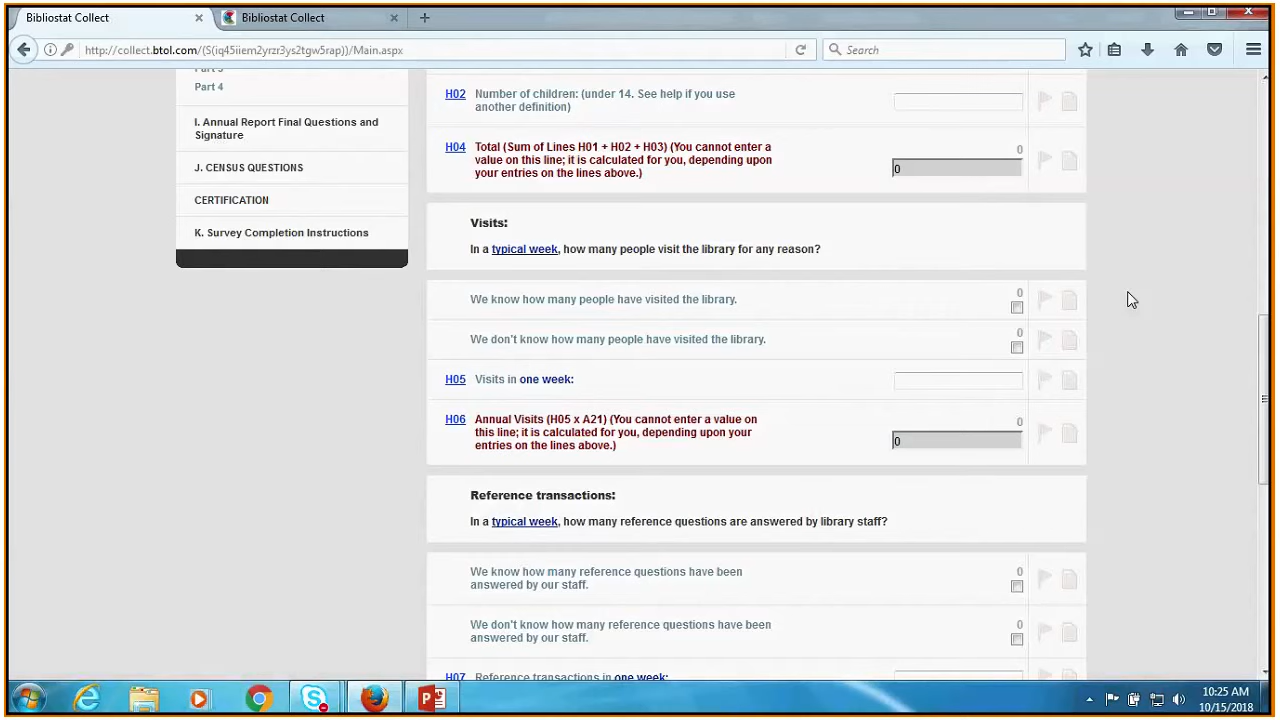 Bibliostat Collect
Bibliostat Collect
http://collect.btol.com/(S(iq45iiem2yrzr3ys2tgw5rap))/Main.aspx
Search
Part 3
Part 4
I. Annual Report Final Questions and
Signature
J. CENSUS QUESTIONS
CERTIFICATION
K. Survey Completion Instructions
H02 Number of children: (under 14. See help if you use
another definition)
H04 Total (Sum of Lines H01 + H02 + H03) (You cannot enter a
value on this line; it is calculated for you, depending upon
your entries on the lines above.)
0
0
Visits:
In a typical week, how many people visit the library for any reason?
We know how many people have visited the library.
0
We don't know how many people have visited the library.
0
H05 Visits in one week:
H06 Annual Visits (H05 x A21) (You cannot enter a value on
this line; it is calculated for you, depending upon your
entries on the lines above.)
0
0
Reference transactions:
In a typical week, how many reference questions are answered by library staff?
We know how many reference questions have been
answered by our staff.
0
We don't know how many reference questions have been
answered by our staff.
0
H07 Reference transactions in one week:
10:25 AM
10/15/2018